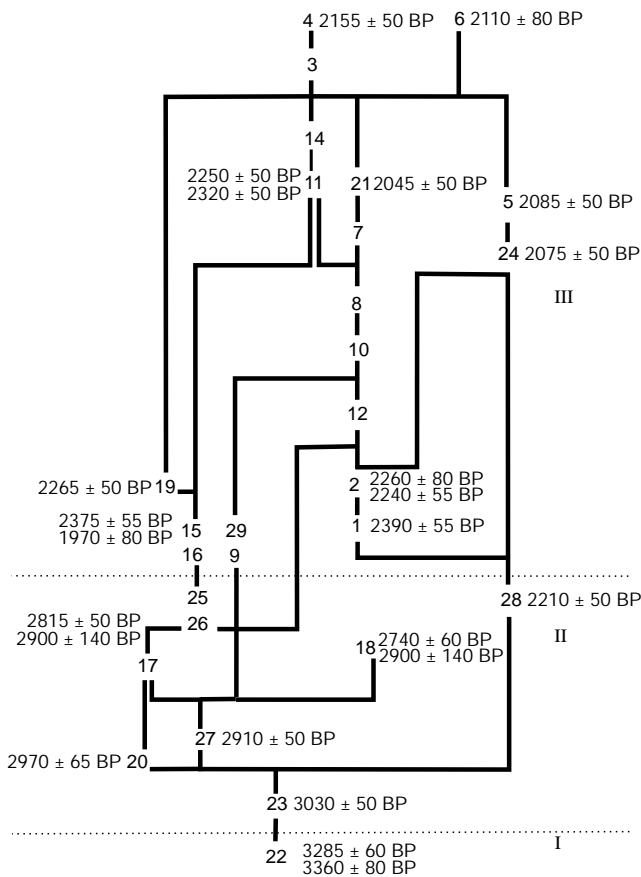 4 2155 ± 50 BP 6 2110 ± 80 BP
3
14
2250 ± 50 BP
2320 ± 50 BP 11 21 2045 ± 50 BP
5 2085 ± 50 BP
7
24 2075 ± 50 BP
III
8
10
12
2265 ± 50 BP 19 2 2260 ± 80 BP
2240 ± 55 BP
2375 ± 55 BP
1970 ± 80 BP 15 29 1 2390 ± 55 BP
16 9
25 28 2210 ± 50 BP
2815 ± 50 BP
2900 ± 140 BP 26 II
17 18 2740 ± 60 BP
2900 ± 140 BP
27 2910 ± 50 BP
2970 ± 65 BP 20
23 3030 ± 50 BP
I
22 3285 ± 60 BP
3360 ± 80 BP